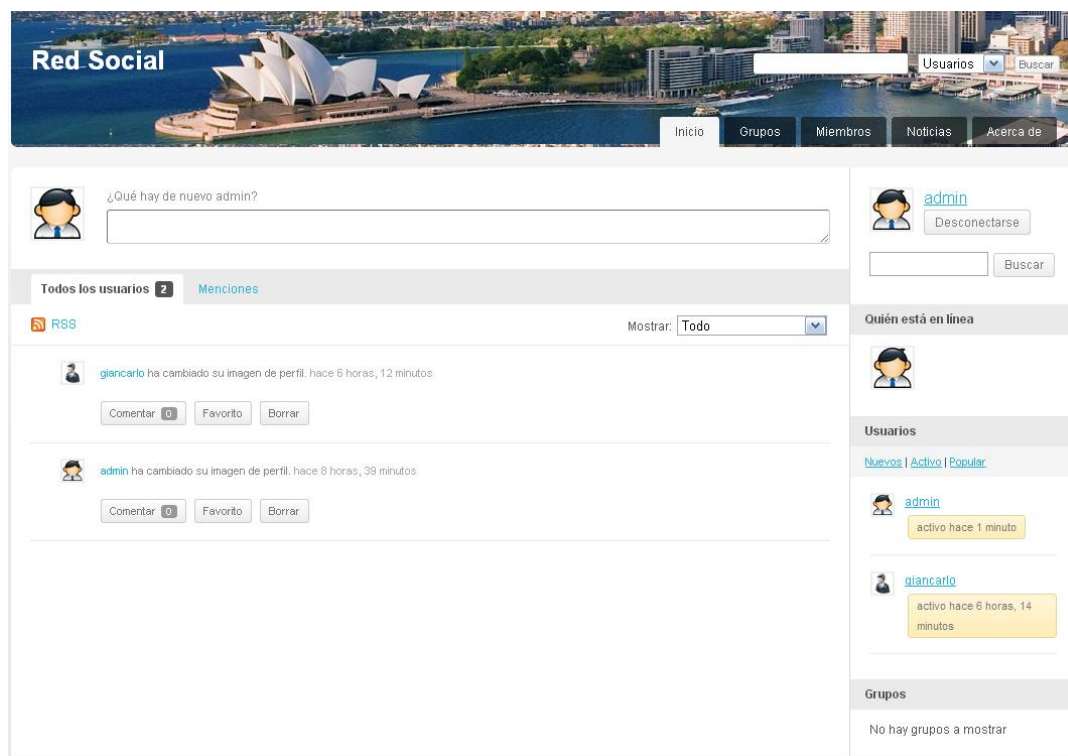 Red Social
Usuarios
Buscar
Inicio
Grupos
Miembros
Noticias
Acerca de
¿Qué hay de nuevo admin?
Todos los usuarios 2
Menciones
RSS
Mostrar: Todo
giancarlo ha cambiado su imagen de perfil. hace 6 horas, 12 minutos
Comentar 0
Favorito
Borrar
admin ha cambiado su imagen de perfil. hace 8 horas, 39 minutos
Comentar 0
Favorito
Borrar
admin
Desconectarse
Buscar
Quién está en línea
Usuarios
Nuevos | Activo | Popular
admin
activo hace 1 minuto
giancarlo
activo hace 6 horas, 14
minutos
Grupos
No hay grupos a mostrar